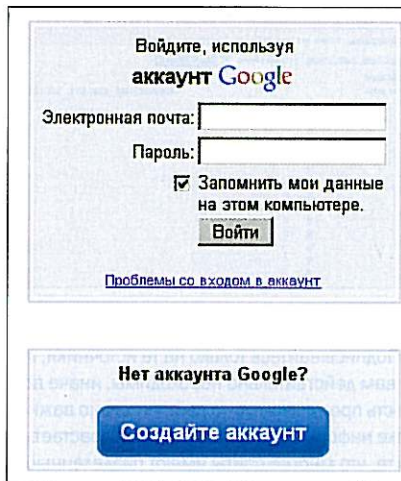 Войдите, используя
аккаунт Google
Электронная почта:
Пароль:
Запомнить мои данные
на этом компьютере.
Войти
Проблемы со входом в аккаунт
Нет аккаунта Google?
Создайте аккаунт